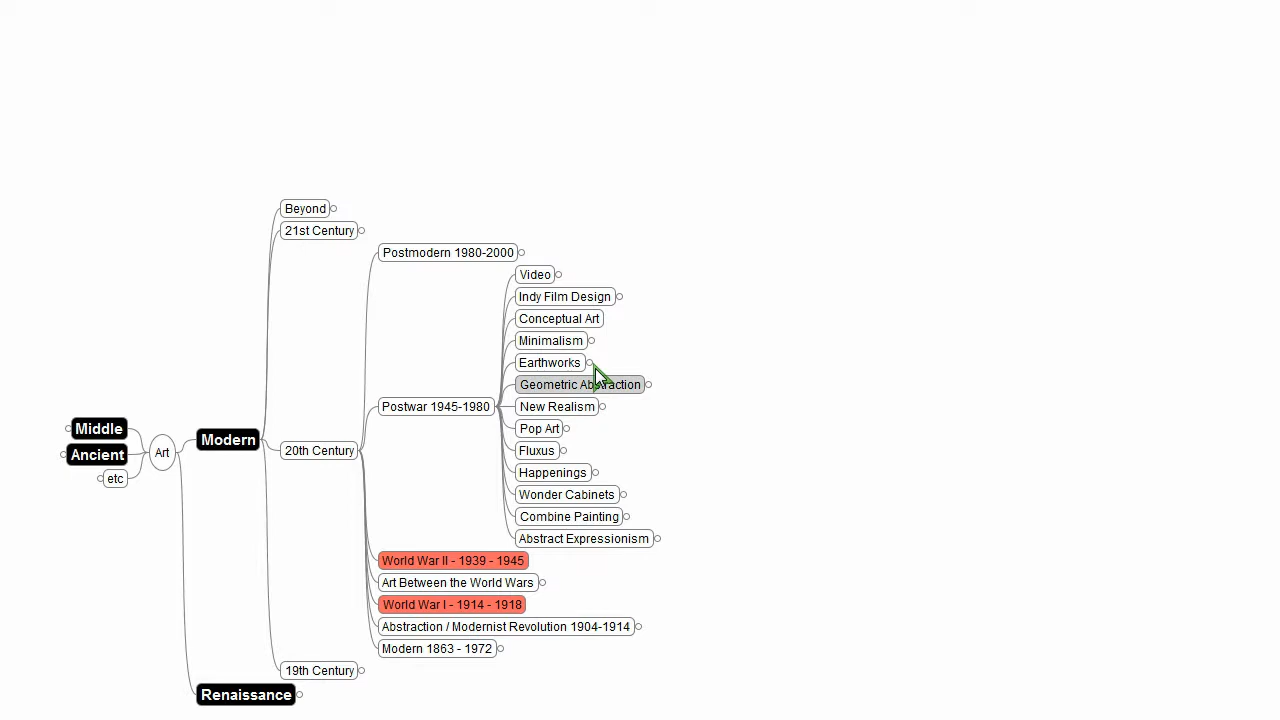 Beyond
21st Century
Postmodern 1980-2000
Video
Indy Film Design
Conceptual Art
Minimalism
Earthworks
Geometric Abstraction
Postwar 1945-1980
New Realism
Pop Art
Fluxus
Happenings
Wonder Cabinets
Combine Painting
Abstract Expressionism
Middle
Ancient
etc
Art
Modern
20th Century
World War II - 1939 - 1945
Art Between the World Wars
World War I - 1914 - 1918
Abstraction / Modernist Revolution 1904-1914
Modern 1863 - 1972
19th Century
Renaissance